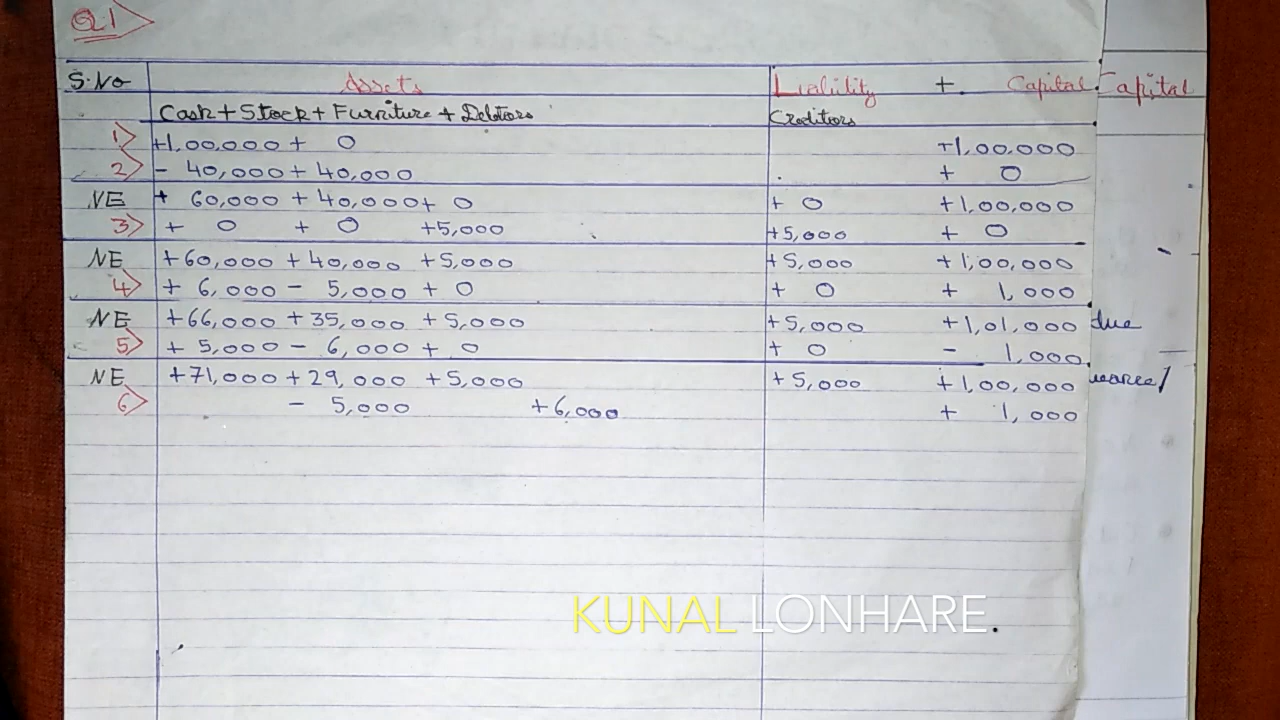 Q.1
S.No Assets Liability + Capital Capital
Cash + Stock + Furniture + Debtors Creditors
1> +1,00,000 + 0 +1,00,000
2> - 40,000 + 40,000 + 0
NE + 60,000 + 40,000 + 0 + 0 +1,00,000
3> + 0 + 0 +5,000 +5,000 + 0
NE +60,000 +40,000 +5,000 +5,000 +1,00,000
4> + 6,000 - 5,000 + 0 + 0 + 1,000
NE +66,000 +35,000 +5,000 +5,000 +1,01,000 due
5> + 5,000 - 6,000 + 0 + 0 - 1,000
NE +71,000 +29,000 +5,000 +5,000 +1,00,000
6> - 5,000 +6,000 + 1,000
KUNAL LONHARE.